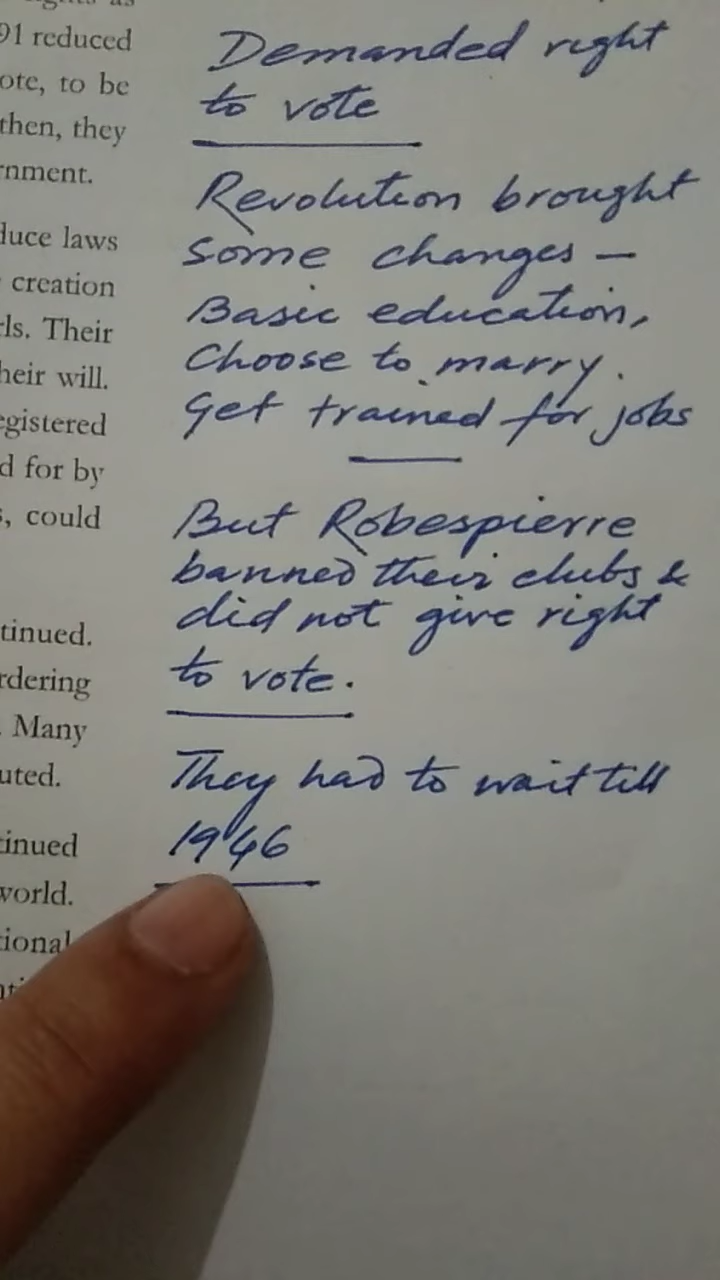 91 reduced
ote, to be
then, they
rnment.
duce laws
creation
rls. Their
heir will.
egistered
d for by
s, could
tinued.
rdering
. Many
uted.
tinued
world.
tional
Demanded right
to vote
Revolution brought
some changes —
Basic education,
Choose to marry.
Get trained for jobs
But Robespierre
banned their clubs &
did not give right
to vote.
They had to wait till
1946